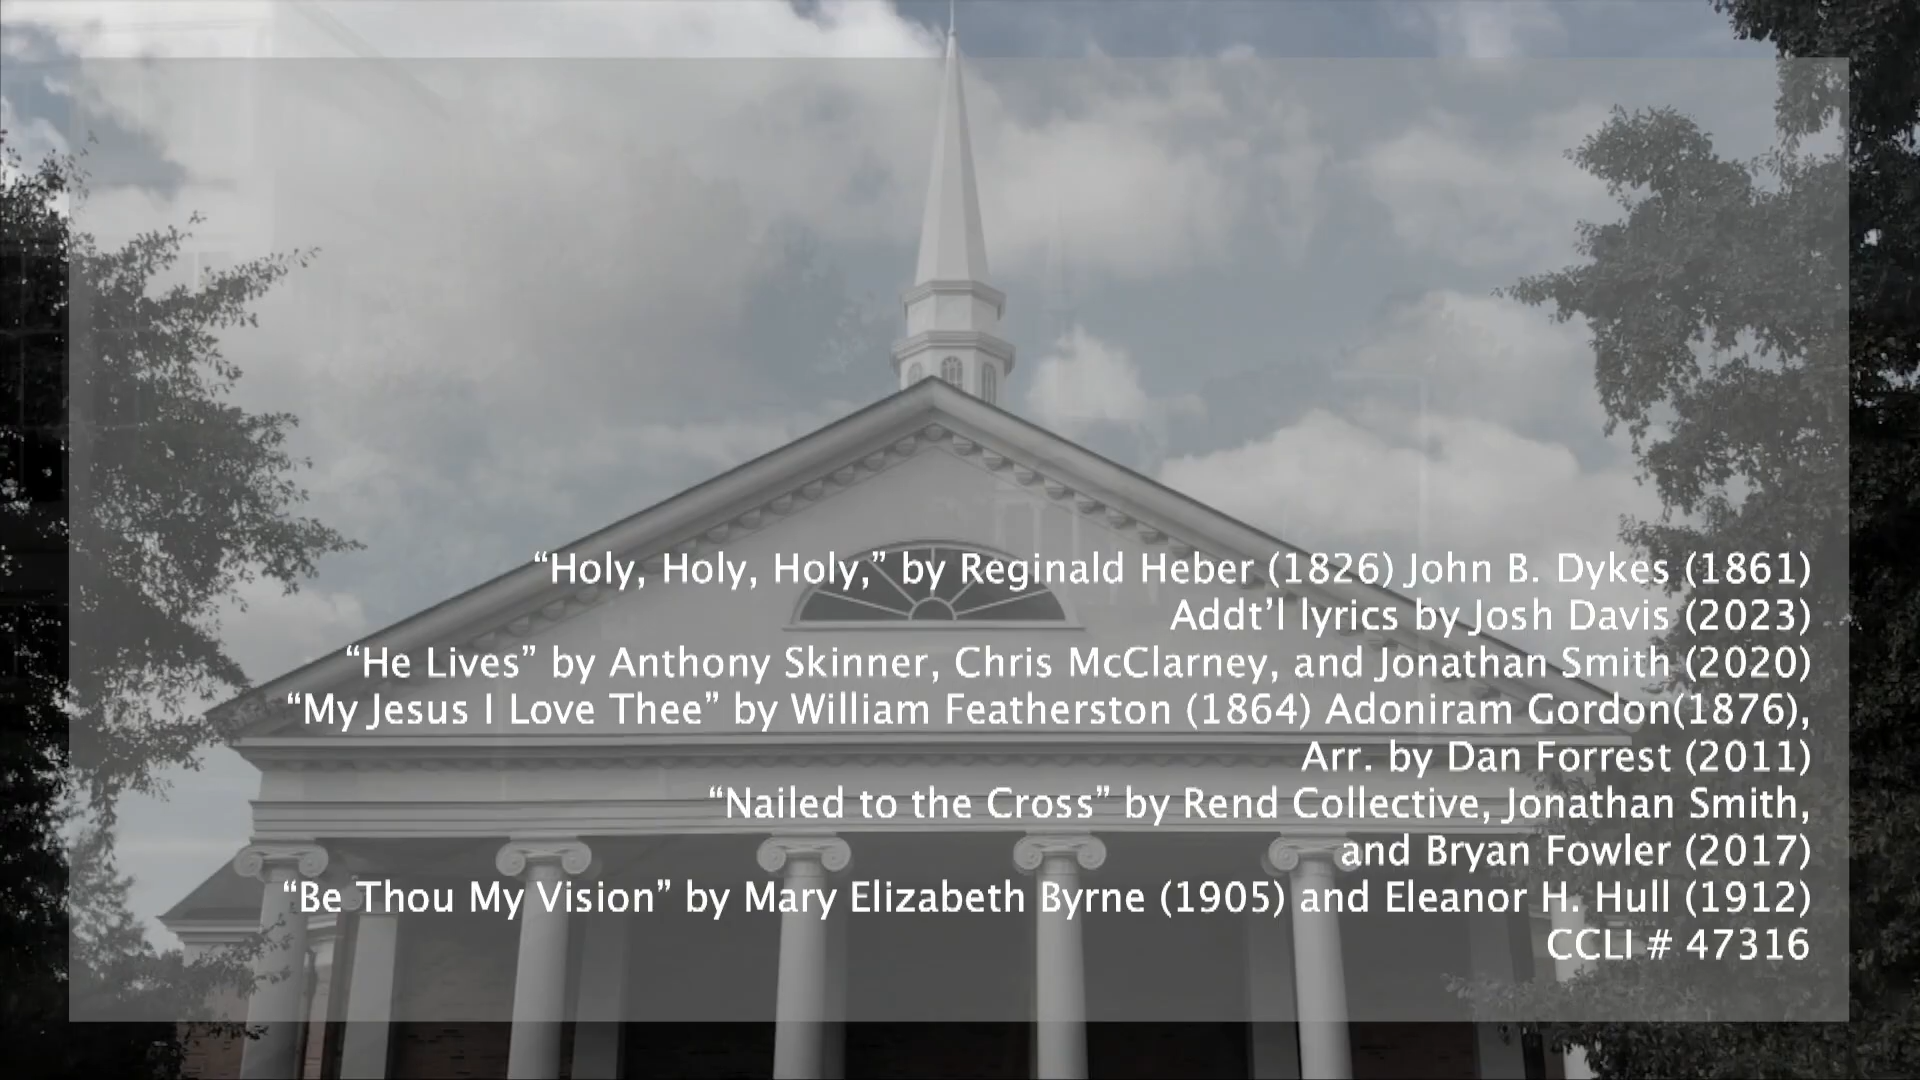 “Holy, Holy, Holy,” by Reginald Heber (1826) John B. Dykes (1861)
Addt’l lyrics by Josh Davis (2023)
“He Lives” by Anthony Skinner, Chris McClarney, and Jonathan Smith (2020)
“My Jesus I Love Thee” by William Featherston (1864) Adoniram Gordon(1876),
Arr. by Dan Forrest (2011)
“Nailed to the Cross” by Rend Collective, Jonathan Smith,
and Bryan Fowler (2017)
“Be Thou My Vision” by Mary Elizabeth Byrne (1905) and Eleanor H. Hull (1912)
CCLI # 47316